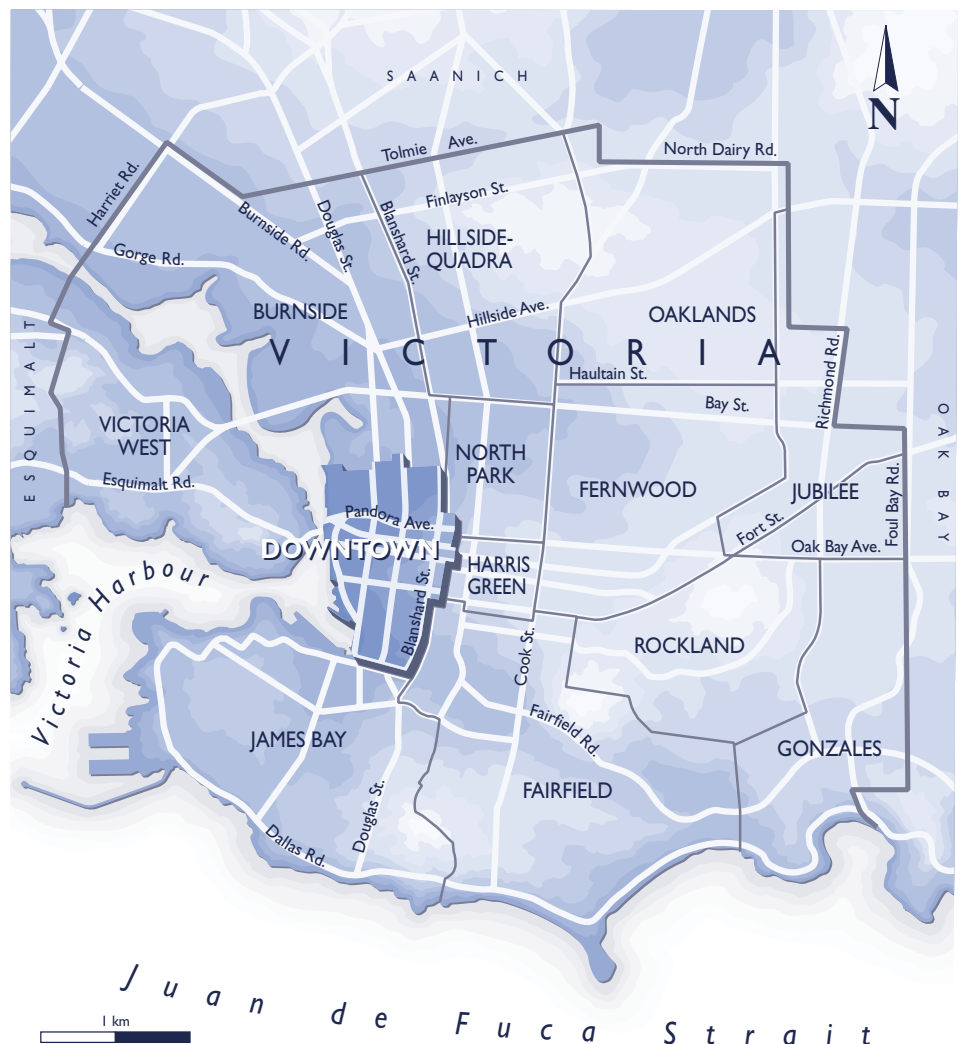 SAANICH
N
Tolmie Ave.
North Dairy Rd.
Harriet Rd.
Finlayson St.
Burnside Rd.
Douglas St.
Blanshard St.
HILLSIDE-
QUADRA
Gorge Rd.
BURNSIDE
Hillside Ave.
OAKLANDS
VICTORIA
ESQUIMALT
Haultain St.
Richmond Rd.
Bay St.
OAK BAY
VICTORIA
WEST
NORTH
PARK
Esquimalt Rd.
FERNWOOD
JUBILEE
Foul Bay Rd.
Pandora Ave.
Fort St.
DOWNTOWN
Oak Bay Ave.
HARRIS
GREEN
Blanshard St.
Victoria Harbour
Cook St.
ROCKLAND
Fairfield Rd.
JAMES BAY
GONZALES
FAIRFIELD
Douglas St.
Dallas Rd.
Juan de Fuca Strait
1 km